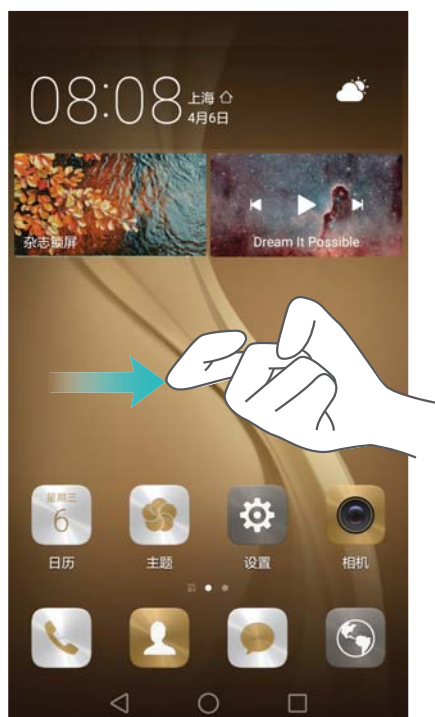 08:08
上海
4月6日
杂志锁屏
Dream It Possible
星期三
6
日历
主题
设置
相机